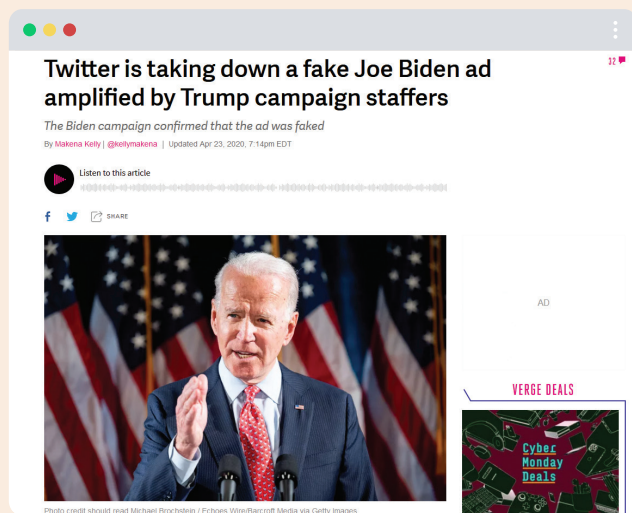 Twitter is taking down a fake Joe Biden ad
amplified by Trump campaign staffers
32
The Biden campaign confirmed that the ad was faked
By Makena Kelly | @kellymakena | Updated Apr 23, 2020, 7:14pm EDT
Listen to this article
SHARE
AD
VERGE DEALS
Cyber
Monday
Deals
Photo credit should read Michael Brochstein / Echoes Wire/Barcroft Media via Getty Images